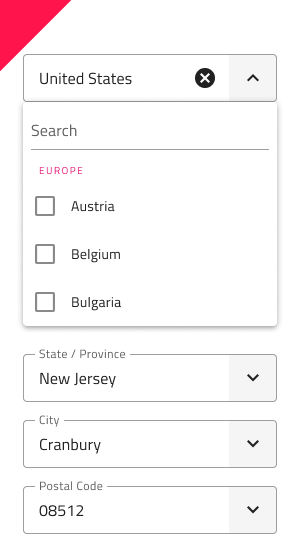 United States
Search
EUROPE
Austria
Belgium
Bulgaria
State / Province
New Jersey
City
Cranbury
Postal Code
08512